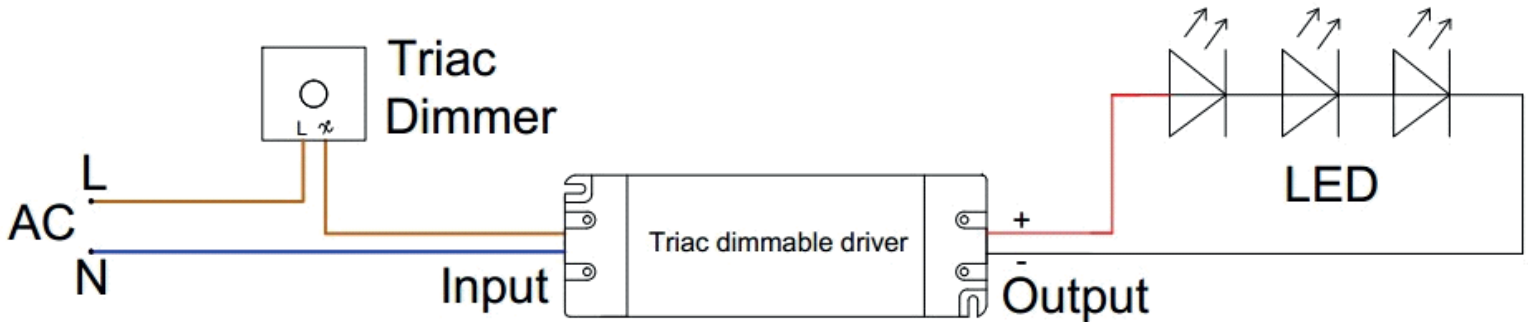 Triac
Dimmer
L
L
AC
N
Input
Triac dimmable driver
+
-
Output
LED